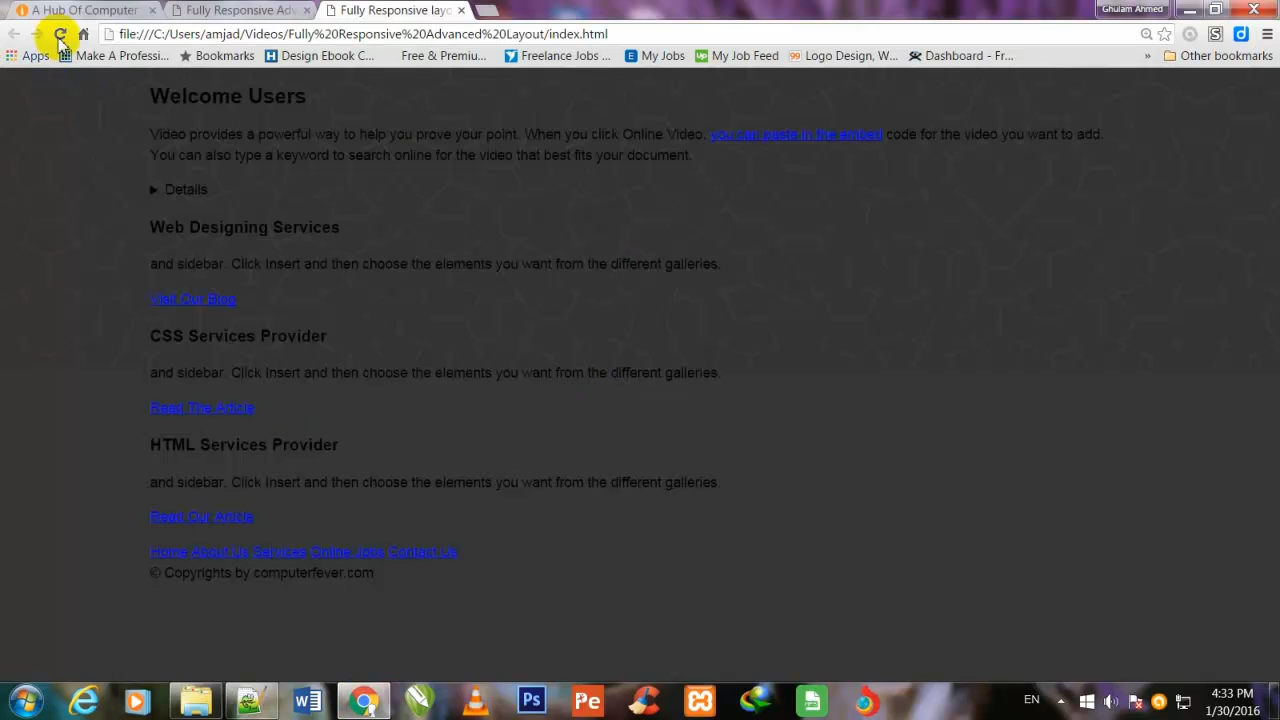 A Hub Of Computer
Fully Responsive Adv
Fully Responsive layo
Ghulam Ahmed
file:///C:/Users/amjad/Videos/Fully%20Responsive%20Advanced%20Layout/index.html
Apps Make A Professi... Bookmarks Design Ebook C... Free & Premiu... Freelance Jobs ... My Jobs My Job Feed Logo Design, W... Dashboard - Fr... » Other bookmarks
Welcome Users
Video provides a powerful way to help you prove your point. When you click Online Video, you can paste in the embed code for the video you want to add.
You can also type a keyword to search online for the video that best fits your document.
Details
Web Designing Services
and sidebar. Click Insert and then choose the elements you want from the different galleries.
Visit Our Blog
CSS Services Provider
and sidebar. Click Insert and then choose the elements you want from the different galleries.
Read The Article
HTML Services Provider
and sidebar. Click Insert and then choose the elements you want from the different galleries.
Read Our Article
Home About Us Services Online Jobs Contact Us
© Copyrights by computerfever.com
EN
4:33 PM
1/30/2016